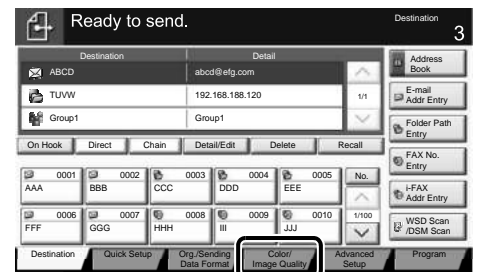 Ready to send.
Destination
3
Destination Detail
ABCD abcd@efg.com
TUVW 192.168.188.120
1/1
Group1 Group1
On Hook Direct Chain Detail/Edit Delete Recall
0001 0002 0003 0004 0005 No.
AAA BBB CCC DDD EEE
0006 0007 0008 0009 0010 1/100
FFF GGG HHH III JJJ
Address
Book
E-mail
Addr Entry
Folder Path
Entry
FAX No.
Entry
i-FAX
Addr Entry
WSD Scan
/DSM Scan
Destination
Quick Setup
Org./Sending
Data Format
Color/
Image Quality
Advanced
Setup
Program